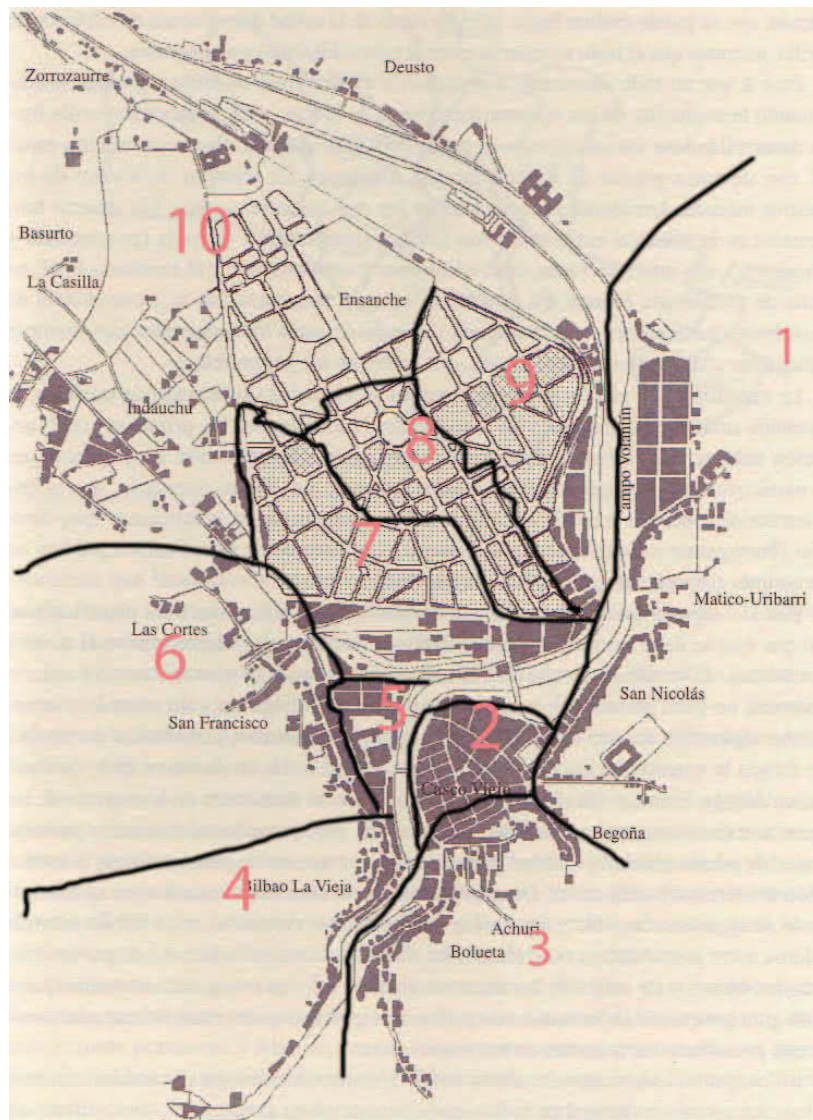 Deusto
Zorrozaurre
10
Basurto
La Casilla
Ensanche
1
9
Indauchu
8
Campo Volantín
7
Matico-Uribarri
Las Cortes
6
San Nicolás
San Francisco
5
2
Casco Viejo
Begoña
4
Bilbao La Vieja
Achuri
3
Bolueta